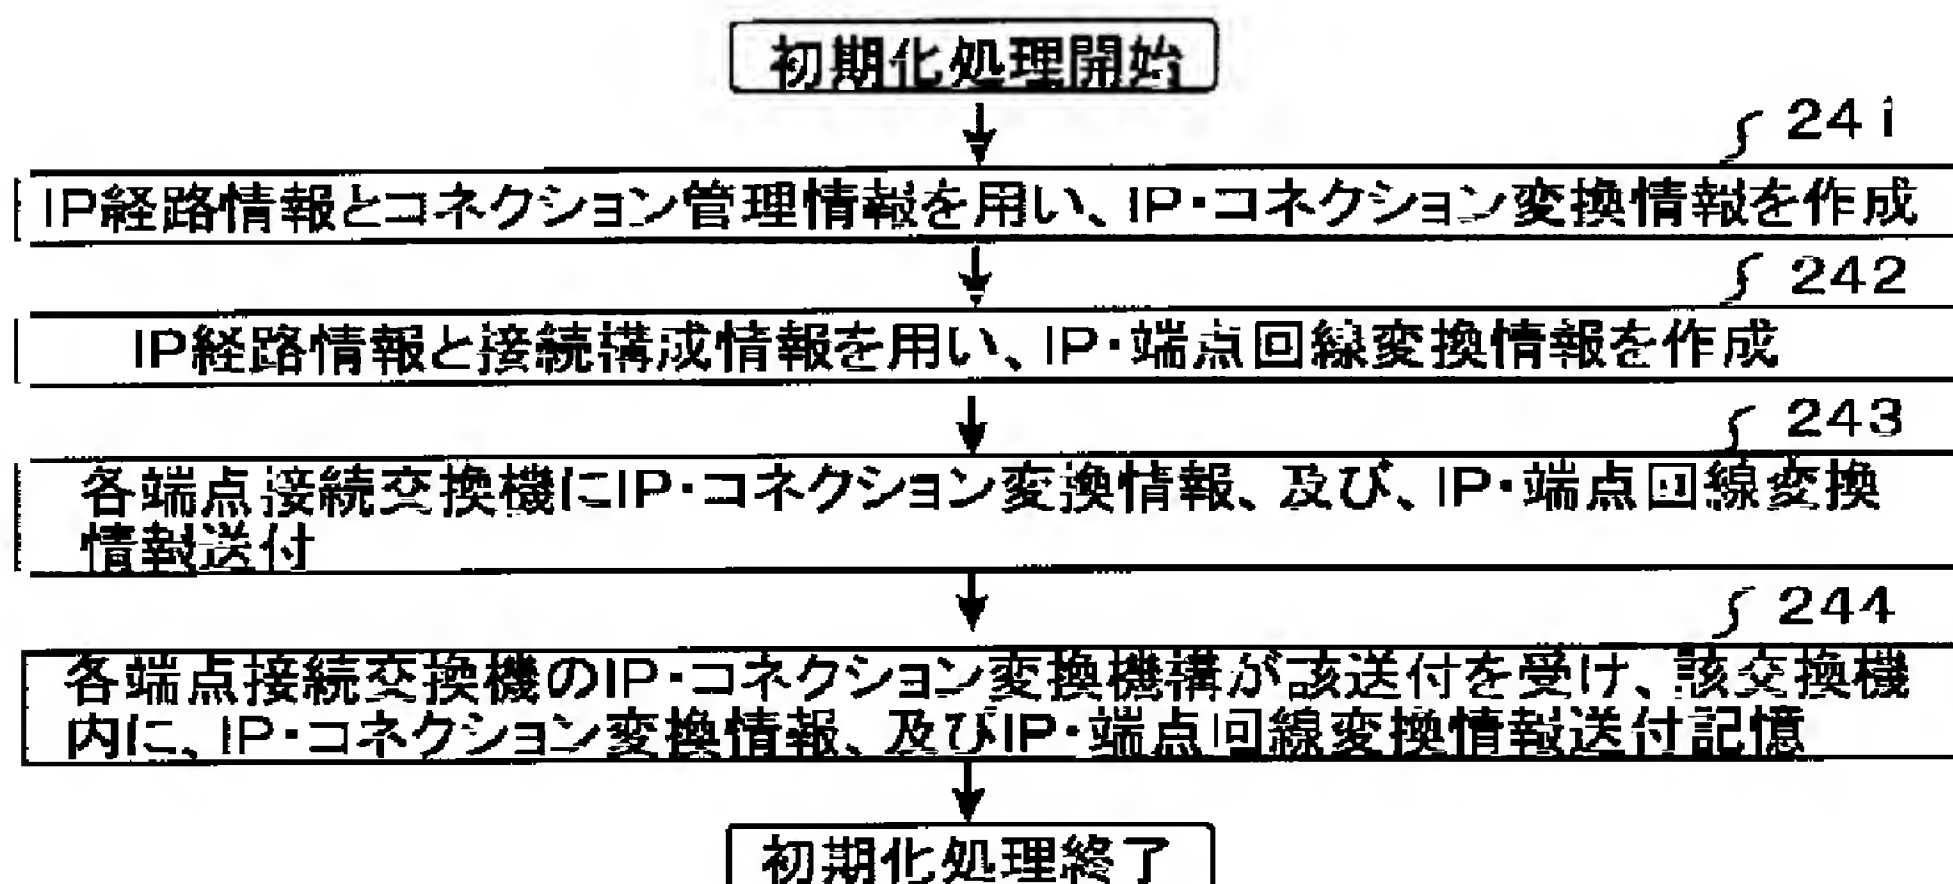 初期化処理開始
241
IP経路情報とコネクション管理情報を用い、IP・コネクション変換情報を作成
242
IP経路情報と接続構成情報を用い、IP・端点回線変換情報を作成
243
各端点接続交換機にIP・コネクション変換情報、及び、IP・端点回線変換
情報送付
244
各端点接続交換機のIP・コネクション変換機構が該送付を受け、該交換機
内に、IP・コネクション変換情報、及びIP・端点回線変換情報送付記憶
初期化処理終了